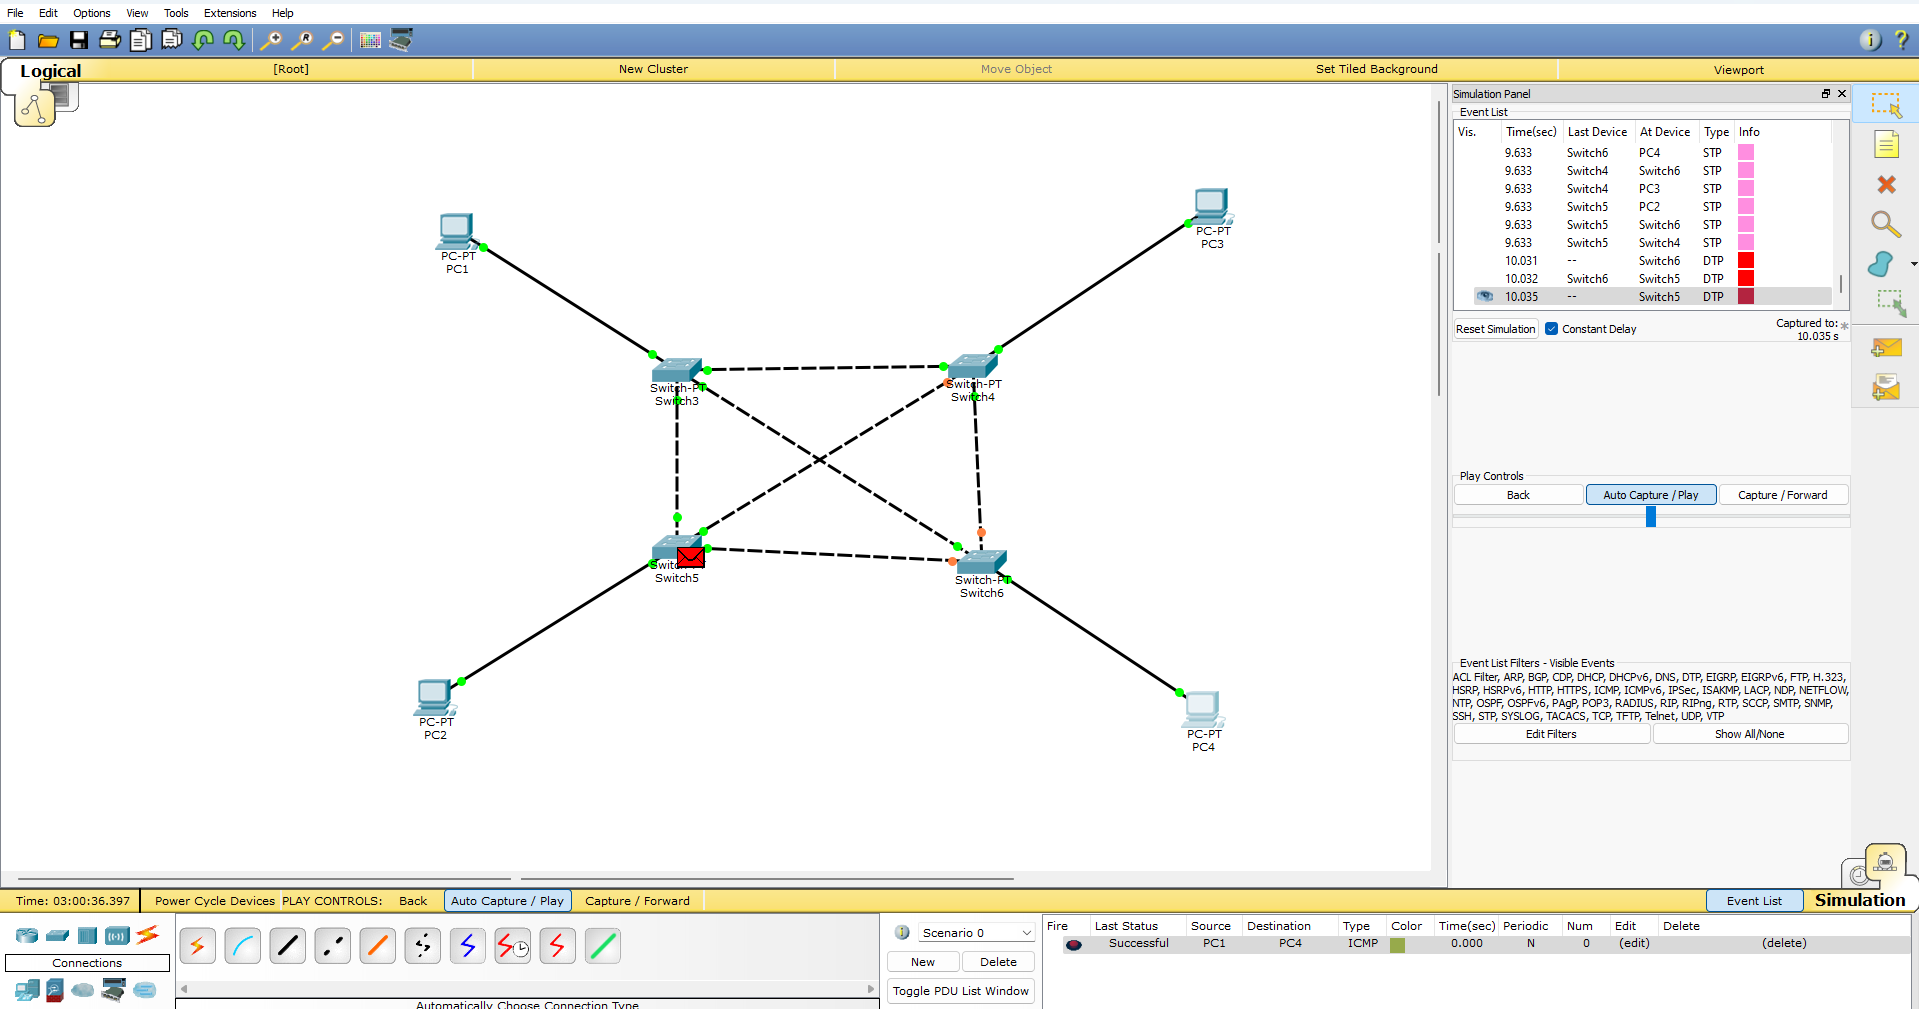 File Edit Options View Tools Extensions Help
Logical [Root] New Cluster Move Object Set Tiled Background Viewport
Simulation Panel
Event List
Vis. Time(sec) Last Device At Device Type Info
9.633 Switch6 PC4 STP
9.633 Switch4 Switch6 STP
9.633 Switch4 PC3 STP
9.633 Switch5 PC2 STP
9.633 Switch5 Switch6 STP
9.633 Switch5 Switch4 STP
10.031 -- Switch6 DTP
10.032 Switch6 Switch5 DTP
10.035 -- Switch5 DTP
Reset Simulation Constant Delay Captured to: *
10.035 s
PC-PT
PC1
PC-PT
PC3
Switch-PT
Switch3
Switch-PT
Switch4
Switch5
Switch-PT
Switch6
PC-PT
PC2
PC-PT
PC4
Play Controls
Back Auto Capture / Play Capture / Forward
Event List Filters - Visible Events
ACL Filter, ARP, BGP, CDP, DHCP, DHCPv6, DNS, DTP, EIGRP, EIGRPv6, FTP, H.323,
HSRP, HSRPv6, HTTP, HTTPS, ICMP, ICMPv6, IPSec, ISAKMP, LACP, NDP, NETFLOW,
NTP, OSPF, OSPFv6, PAgP, POP3, RADIUS, RIP, RIPng, RTP, SCCP, SMTP, SNMP,
SSH, STP, SYSLOG, TACACS, TCP, TFTP, Telnet, UDP, VTP
Edit Filters Show All/None
Time: 03:00:36.397 Power Cycle Devices PLAY CONTROLS: Back Auto Capture / Play Capture / Forward Event List Simulation
Connections
Automatically Choose Connection Type
Scenario 0
New Delete
Toggle PDU List Window
Fire Last Status Source Destination Type Color Time(sec) Periodic Num Edit Delete
Successful PC1 PC4 ICMP 0.000 N 0 (edit) (delete)